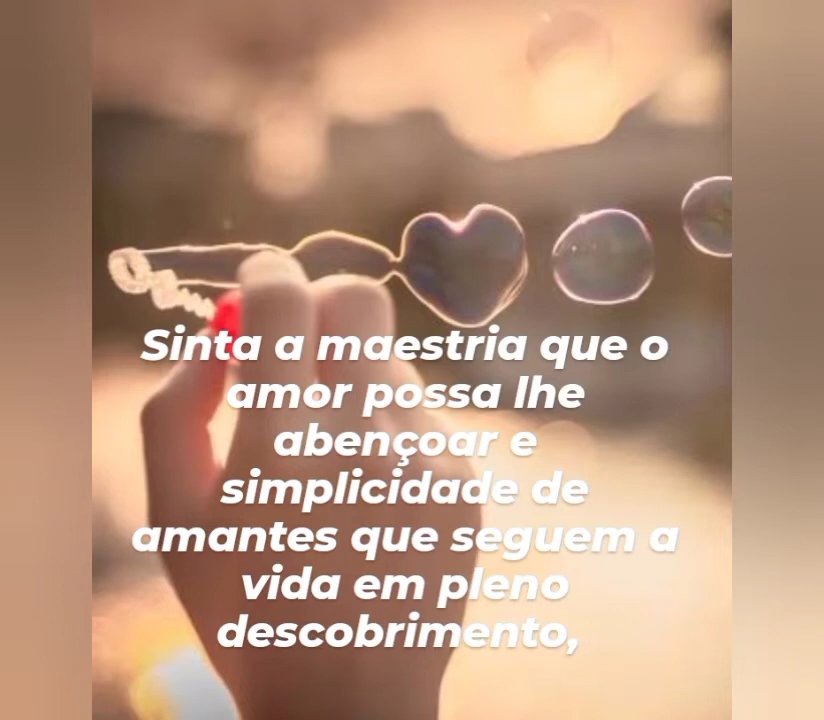 Sinta a maestria que o
amor possa lhe
abençoar e
simplicidade de
amantes que seguem a
vida em pleno
descobrimento,